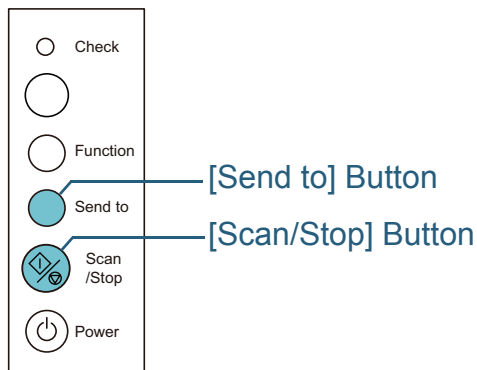 Check
Function
Send to
[Send to] Button
[Scan/Stop] Button
Scan
/Stop
Power